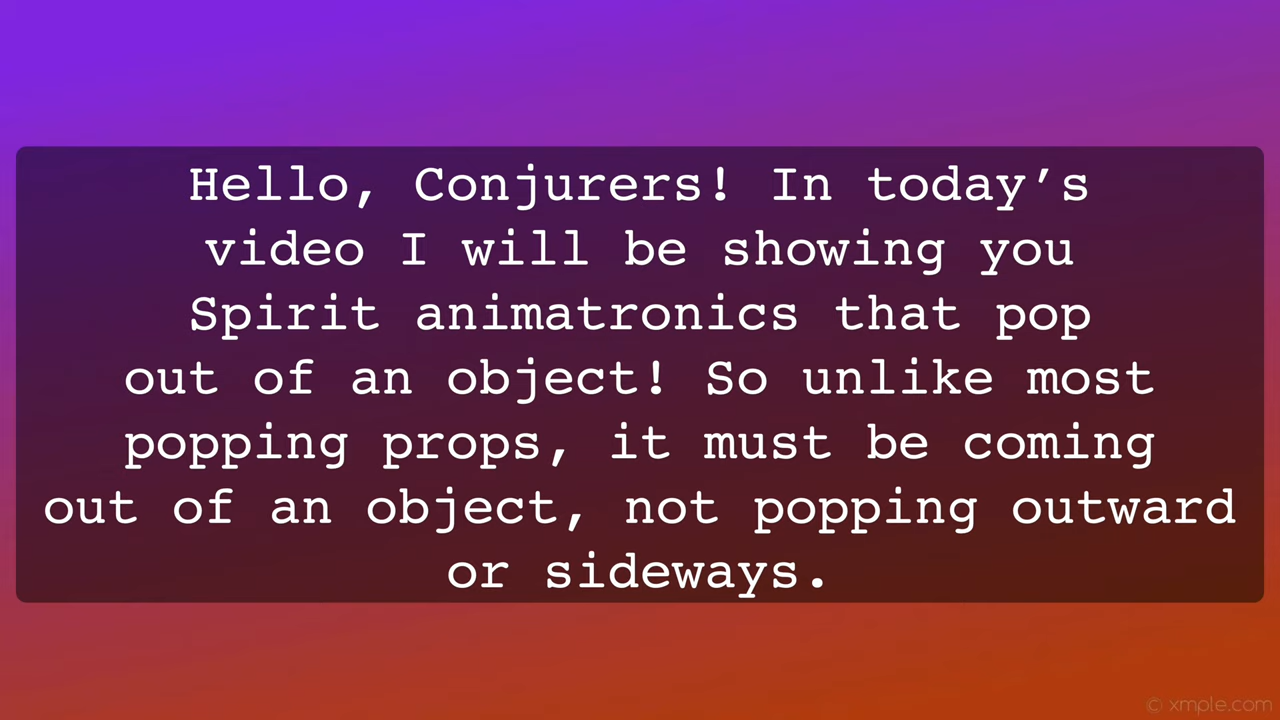 Hello, Conjurers! In today’s
video I will be showing you
Spirit animatronics that pop
out of an object! So unlike most
popping props, it must be coming
out of an object, not popping outward
or sideways.
© xmple.com